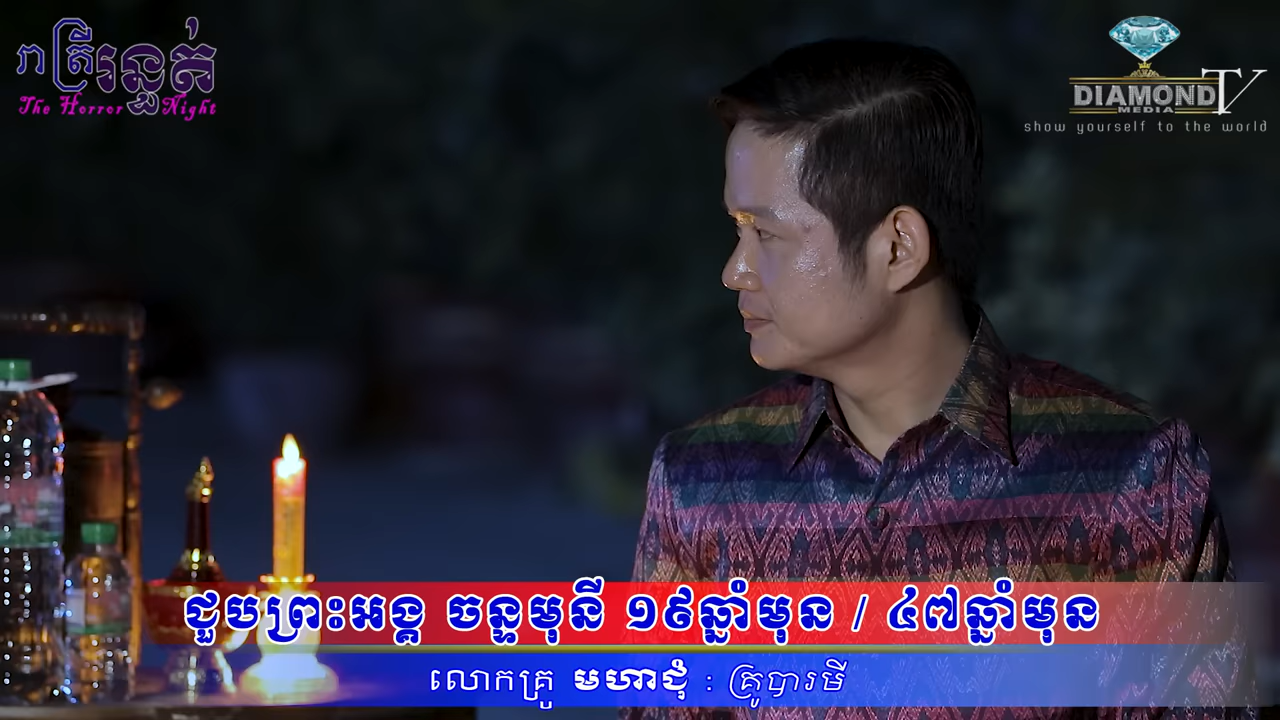 រាត្រីរន្ធត់
The Horror Night
DIAMOND TV
MEDIA
show yourself to the world
ជួបព្រះអង្គ ចន្ទមុនី ១៩ឆ្នាំមុន / ៤៧ឆ្នាំមុន
លោកគ្រូ មហាជុំ : គ្រូបារមី